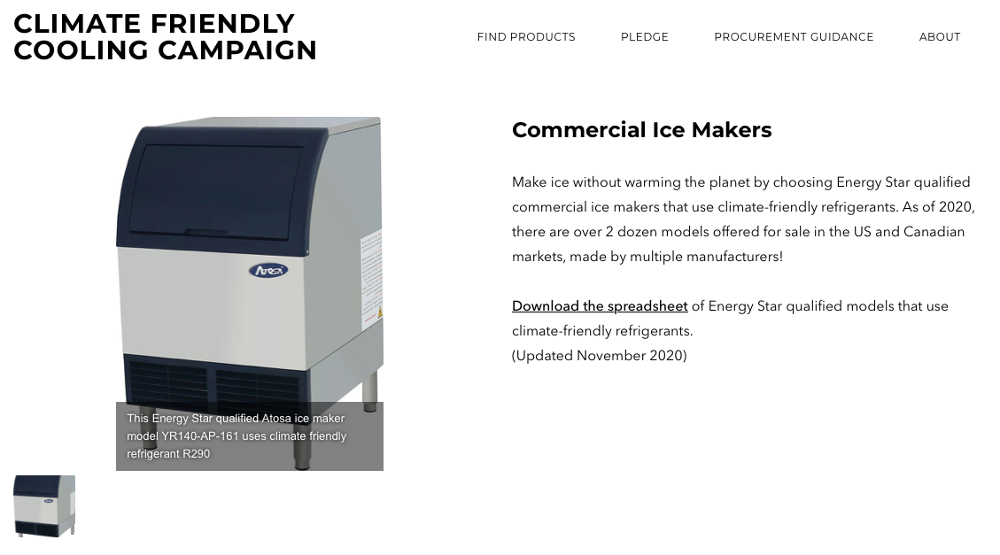 CLIMATE FRIENDLY
COOLING CAMPAIGN
FIND PRODUCTS
PLEDGE
PROCUREMENT GUIDANCE
ABOUT
Atosa
This Energy Star qualified Atosa ice maker
model YR140-AP-161 uses climate friendly
refrigerant R290
Commercial Ice Makers
Make ice without warming the planet by choosing Energy Star qualified
commercial ice makers that use climate-friendly refrigerants. As of 2020,
there are over 2 dozen models offered for sale in the US and Canadian
markets, made by multiple manufacturers!
Download the spreadsheet of Energy Star qualified models that use
climate-friendly refrigerants.
(Updated November 2020)